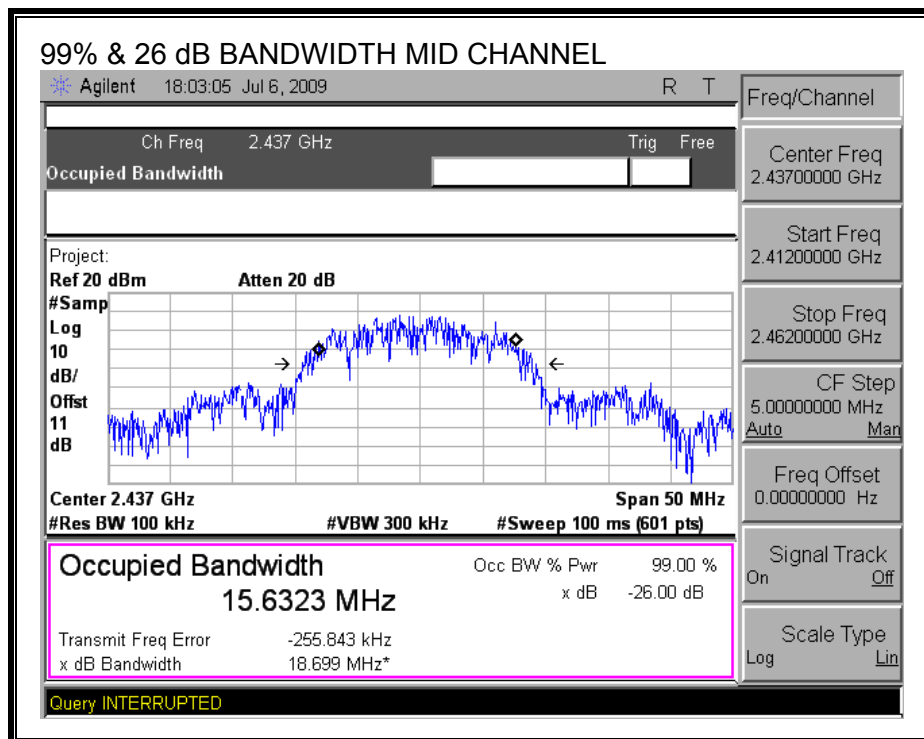 99% & 26 dB BANDWIDTH MID CHANNEL
Agilent 18:03:05 Jul 6, 2009 R T
Ch Freq 2.437 GHz Trig Free
Occupied Bandwidth
Project:
Ref 20 dBm Atten 20 dB
#Samp
Log
10
dB/
Offst
11
dB
Center 2.437 GHz Span 50 MHz
#Res BW 100 kHz #VBW 300 kHz #Sweep 100 ms (601 pts)
Occupied Bandwidth Occ BW % Pwr 99.00 %
15.6323 MHz x dB -26.00 dB
Transmit Freq Error -255.843 kHz
x dB Bandwidth 18.699 MHz*
Query INTERRUPTED
Freq/Channel
Center Freq
2.43700000 GHz
Start Freq
2.41200000 GHz
Stop Freq
2.46200000 GHz
CF Step
5.00000000 MHz
Auto Man
Freq Offset
0.00000000 Hz
Signal Track
On Off
Scale Type
Log Lin